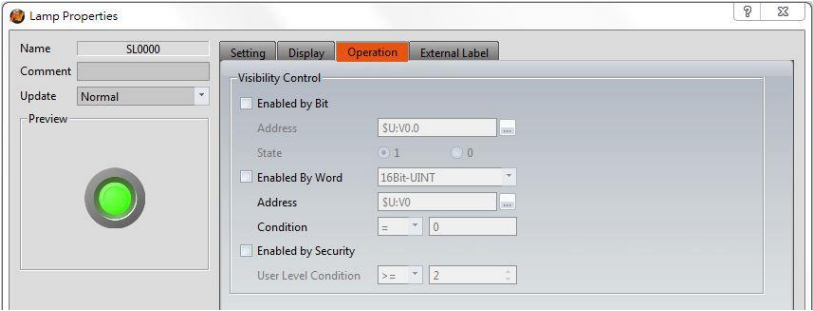 Lamp Properties
Name SL0000
Comment
Update Normal
Preview
Setting Display Operation External Label
Visibility Control
Enabled by Bit
Address $U:V0.0 ...
State 1 0
Enabled By Word 16Bit-UINT
Address $U:V0 ...
Condition = 0
Enabled by Security
User Level Condition >= 2